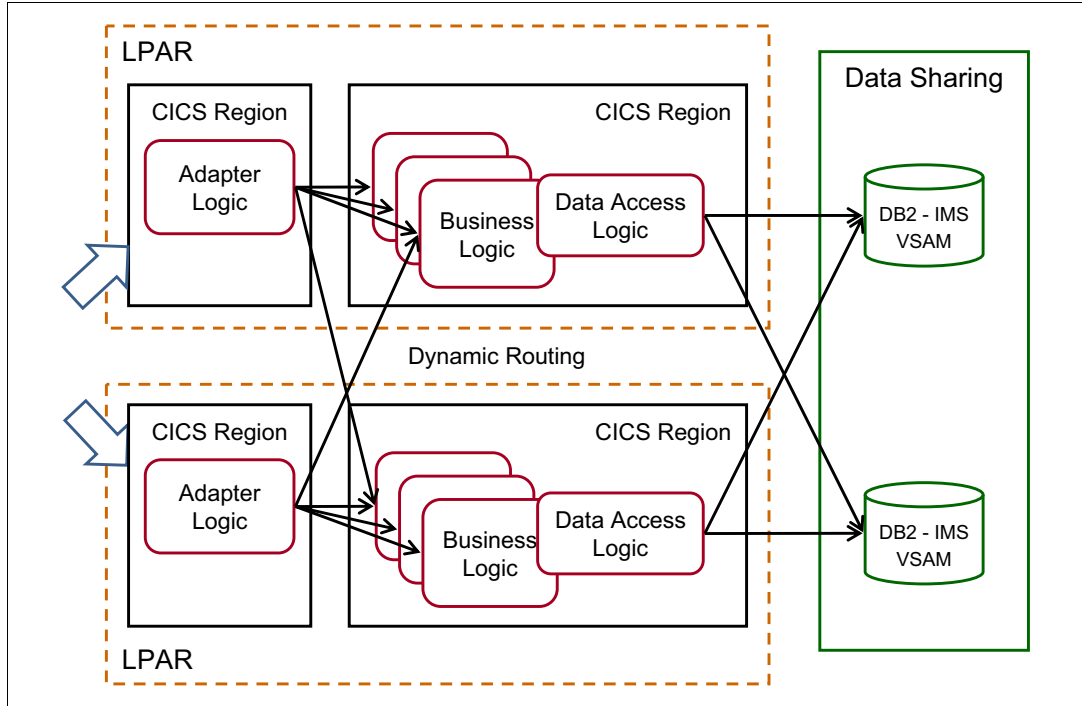 LPAR
CICS Region
Adapter
Logic
CICS Region
Business
Logic
Data Access
Logic
Data Sharing
DB2 - IMS
VSAM
Dynamic Routing
CICS Region
Adapter
Logic
CICS Region
Business
Logic
Data Access
Logic
DB2 - IMS
VSAM
LPAR